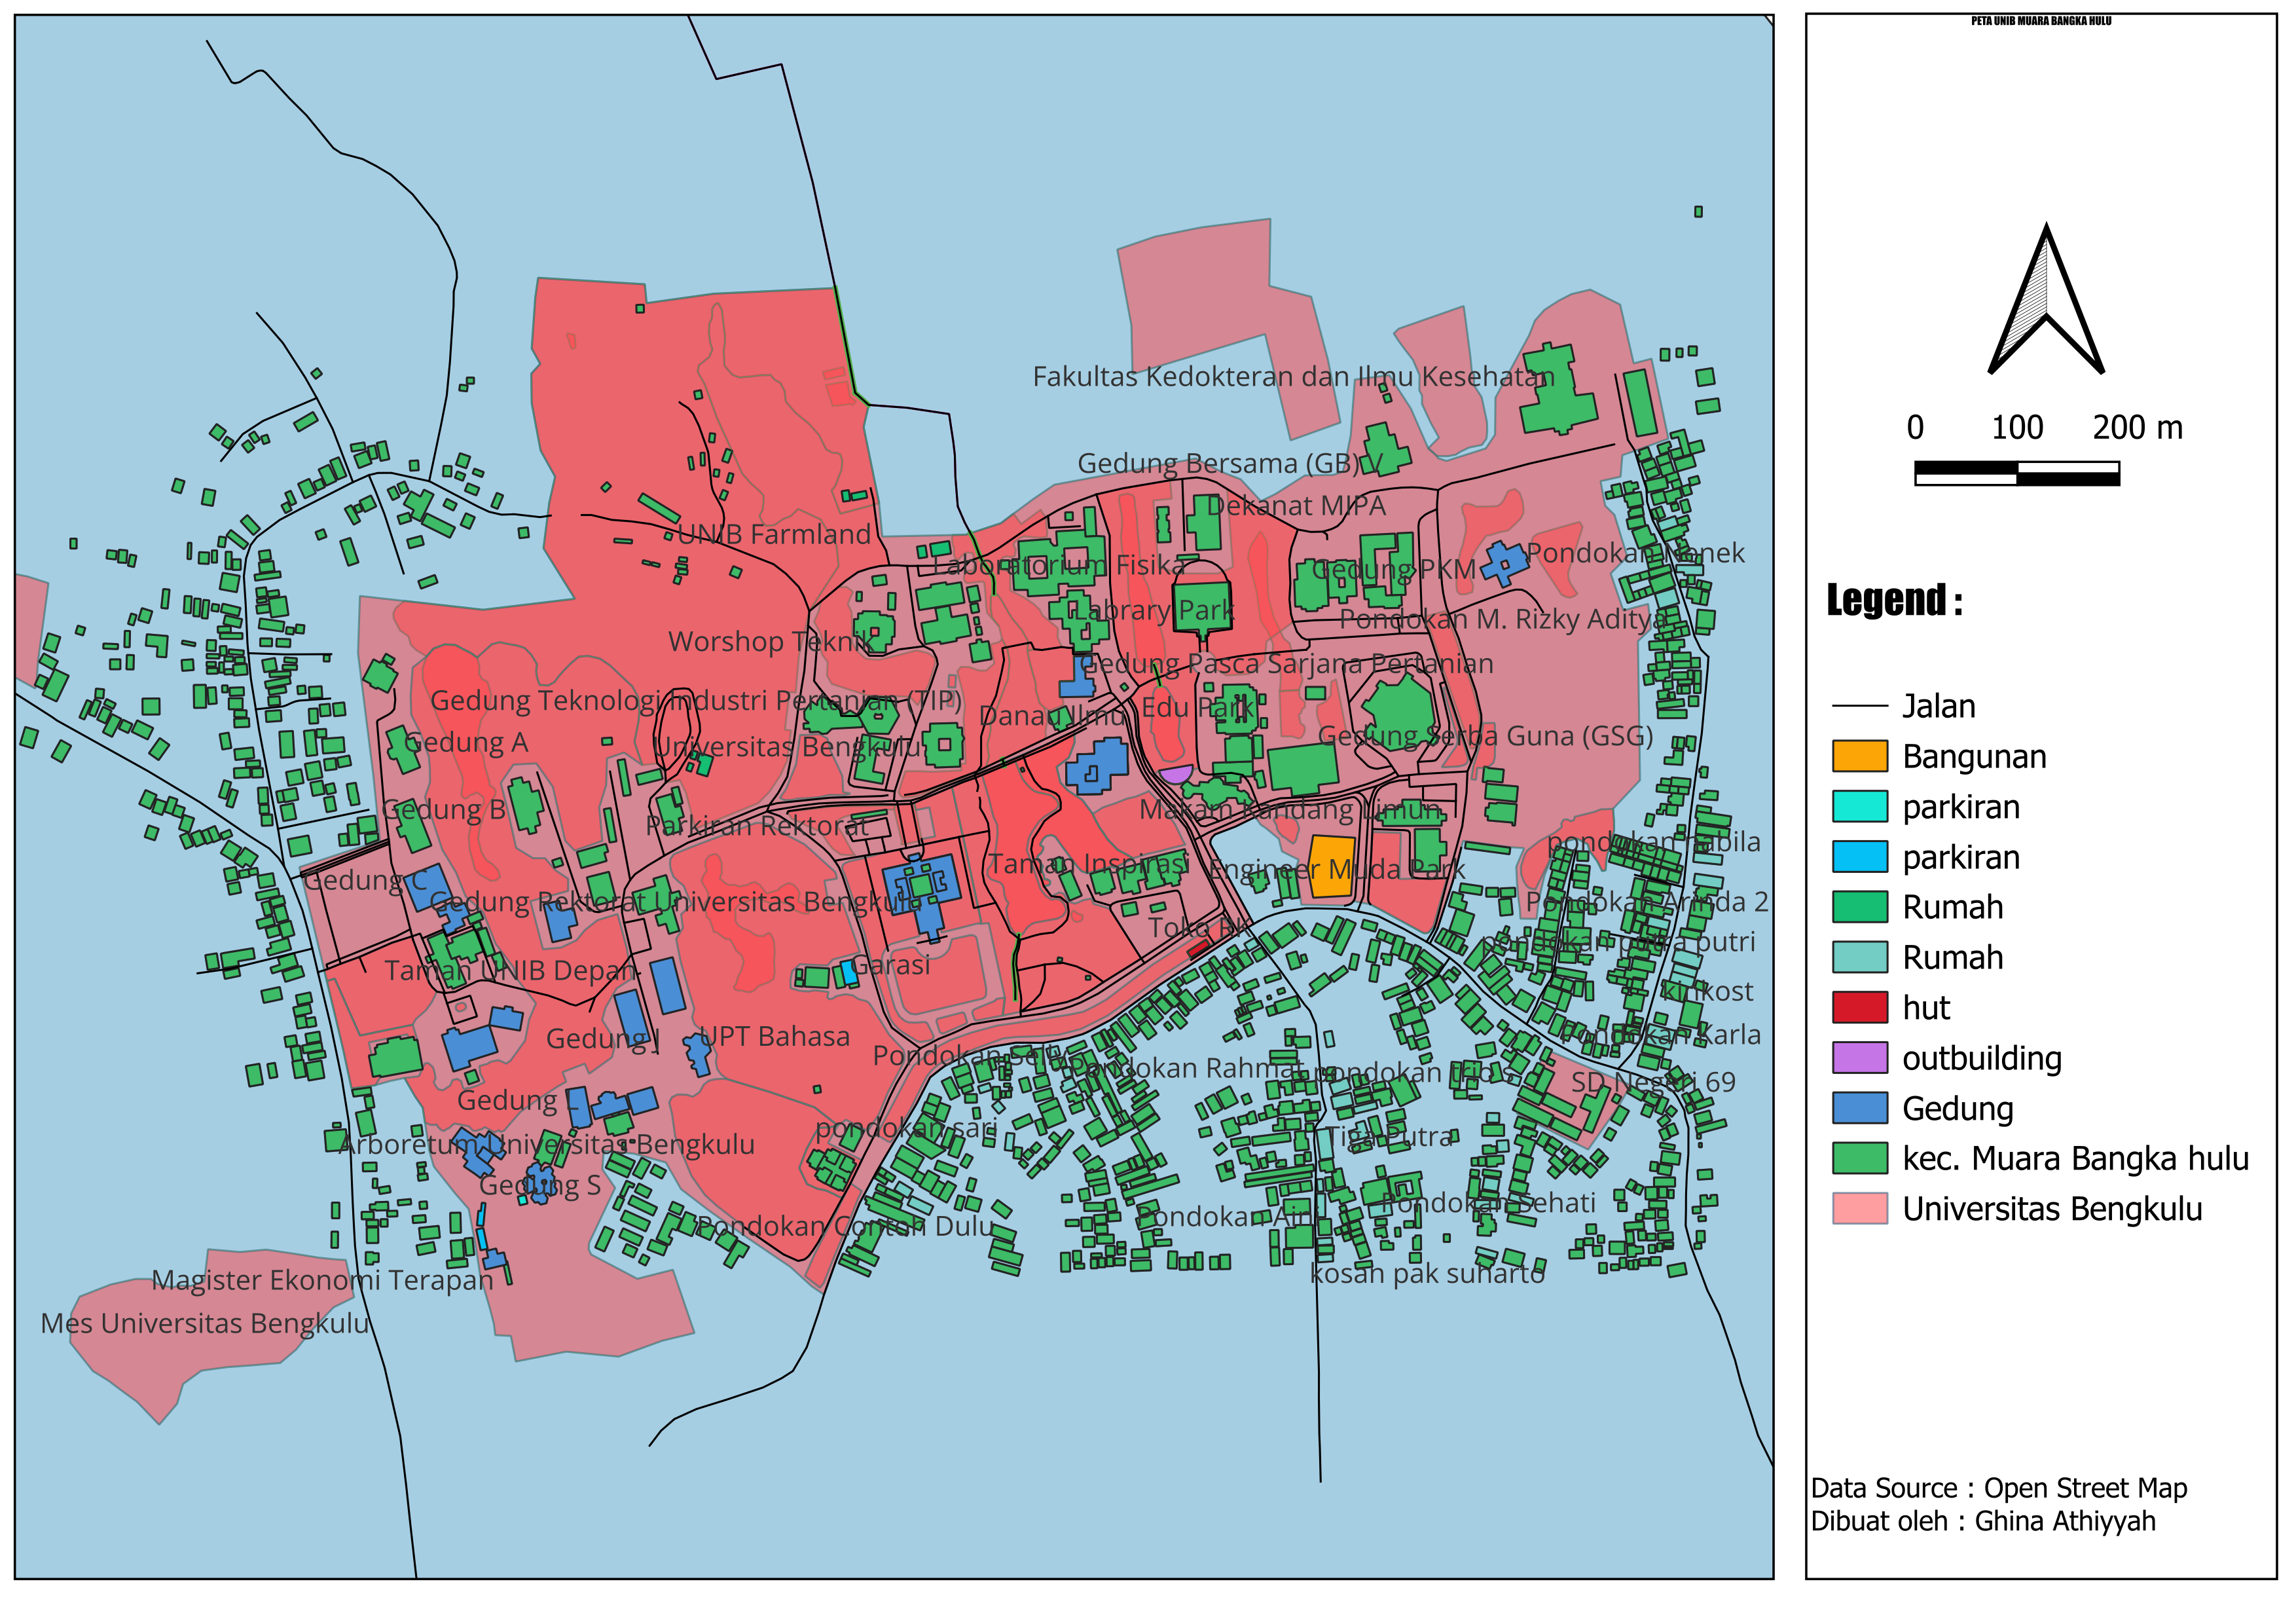 PETA UNIB MUARA BANGKA HULU
Fakultas Kedokteran dan Ilmu Kesehatan
Gedung Bersama (GB) V
Dekanat MIPA
UNIB Farmland
Laboratorium Fisika
Gedung PKM
Pondokan Nenek
Labrary Park
Pondokan M. Rizky Aditya
Worshop Teknik
Gedung Pasca Sarjana Pertanian
Gedung Teknologi Industri Pertanian (TIP)
Danau Ilmu
Edu Park
Gedung A
Universitas Bengkulu
Gedung Serba Guna (GSG)
Gedung B
Parkiran Rektorat
Makam Kandang Limun
pondokan nabila
Gedung C
Taman Inspirasi
Engineer Muda Park
Gedung Rektorat Universitas Bengkulu
Pondokan Arinda 2
Toko RK
pondokan putra putri
Taman UNIB Depan
Garasi
kinkost
Gedung J
UPT Bahasa
Pondokan Karla
Pondokan Selly
Pondokan Rahmat
pondokan trio s
SD Negeri 69
Gedung L
pondokan sari
Tiga Putra
Arboretum Universitas Bengkulu
Gedung S
Pondokan Contoh Dulu
Pondokan Aini
Pondokan Sehati
Magister Ekonomi Terapan
kosan pak suharto
Mes Universitas Bengkulu
0 100 200 m
Legend :
Jalan
Bangunan
parkiran
parkiran
Rumah
Rumah
hut
outbuilding
Gedung
kec. Muara Bangka hulu
Universitas Bengkulu
Data Source : Open Street Map
Dibuat oleh : Ghina Athiyyah